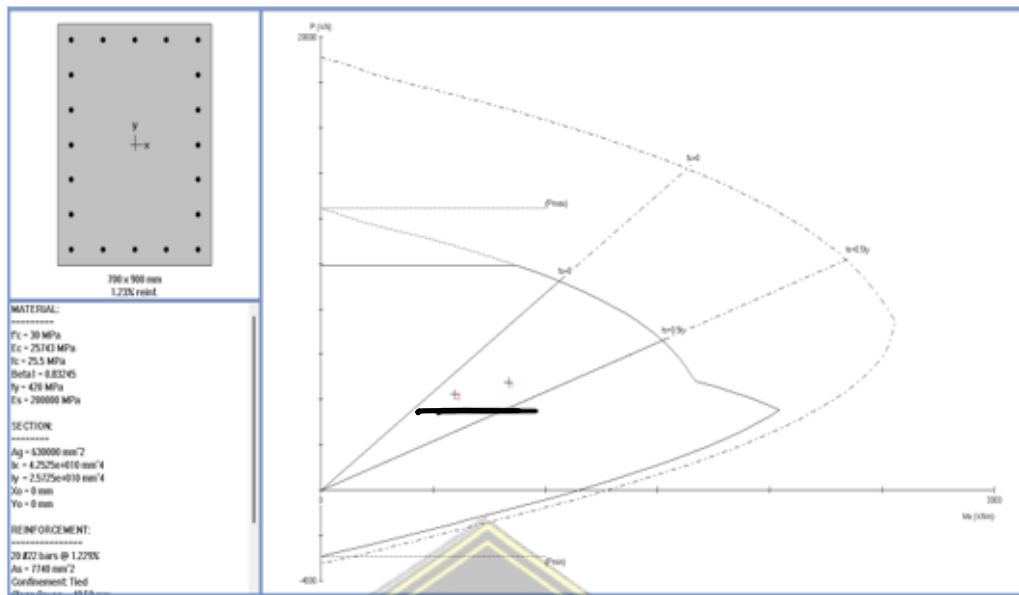 y
x
700 x 900 mm
1.23% reinf.
MATERIAL:
f'c = 30 MPa
Ec = 25743 MPa
fc = 25.5 MPa
Beta1 = 0.83245
fy = 420 MPa
Es = 200000 MPa
SECTION:
Ag = 630000 mm^2
Ix = 4.2525e+010 mm^4
Iy = 2.5725e+010 mm^4
Xo = 0 mm
Yo = 0 mm
REINFORCEMENT:
20 #22 bars @ 1.229%
As = 7740 mm^2
Confinement: Tied
P (kN)
20000
fs=0
(Pmax)
fs=0.5fy
fs=0
fs=0.5fy
0
3000
Mx (kNm)
(Pmin)
-4000